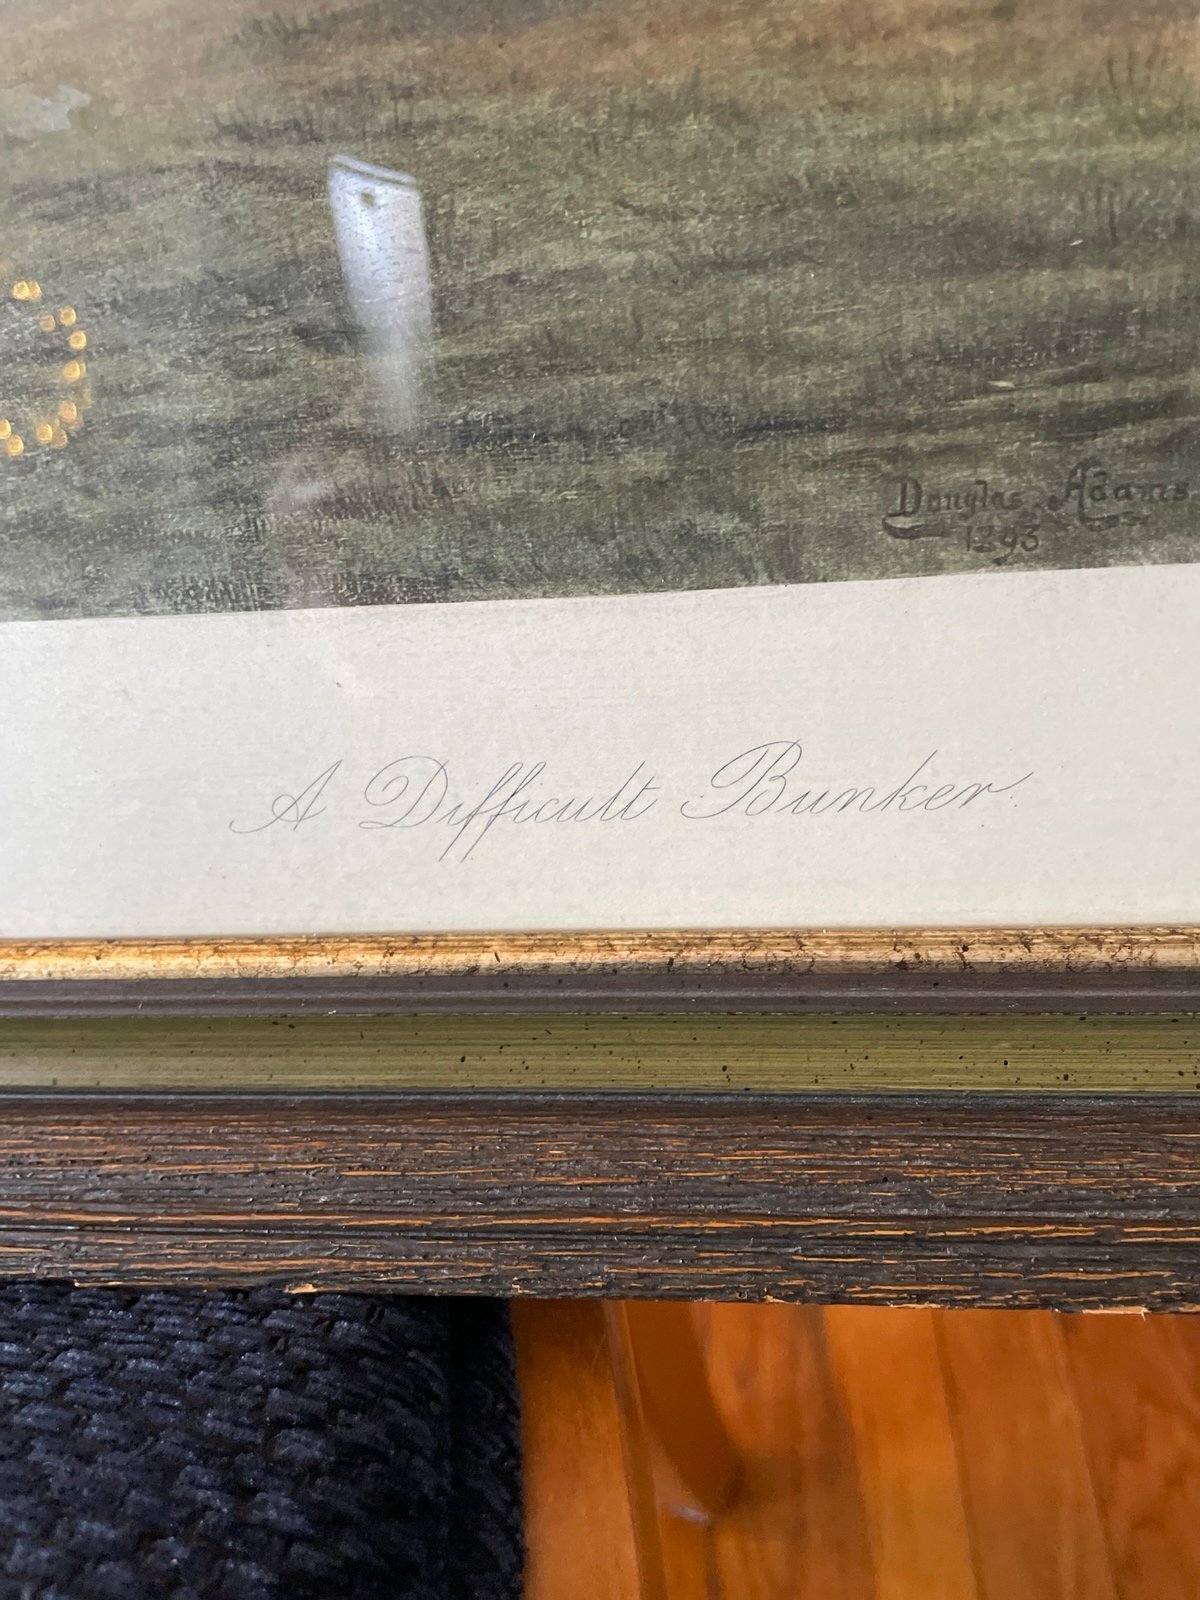 Douglas Adams
1893
A Difficult Bunker.